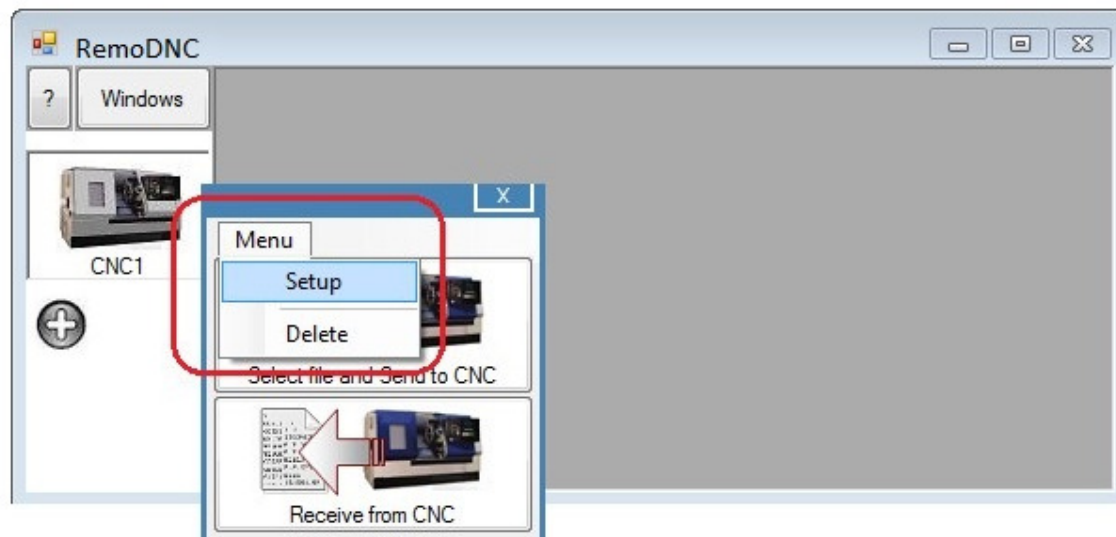 RemoDNC
? Windows
CNC1
X
Menu
Setup
Delete
Select file and Send to CNC
Receive from CNC